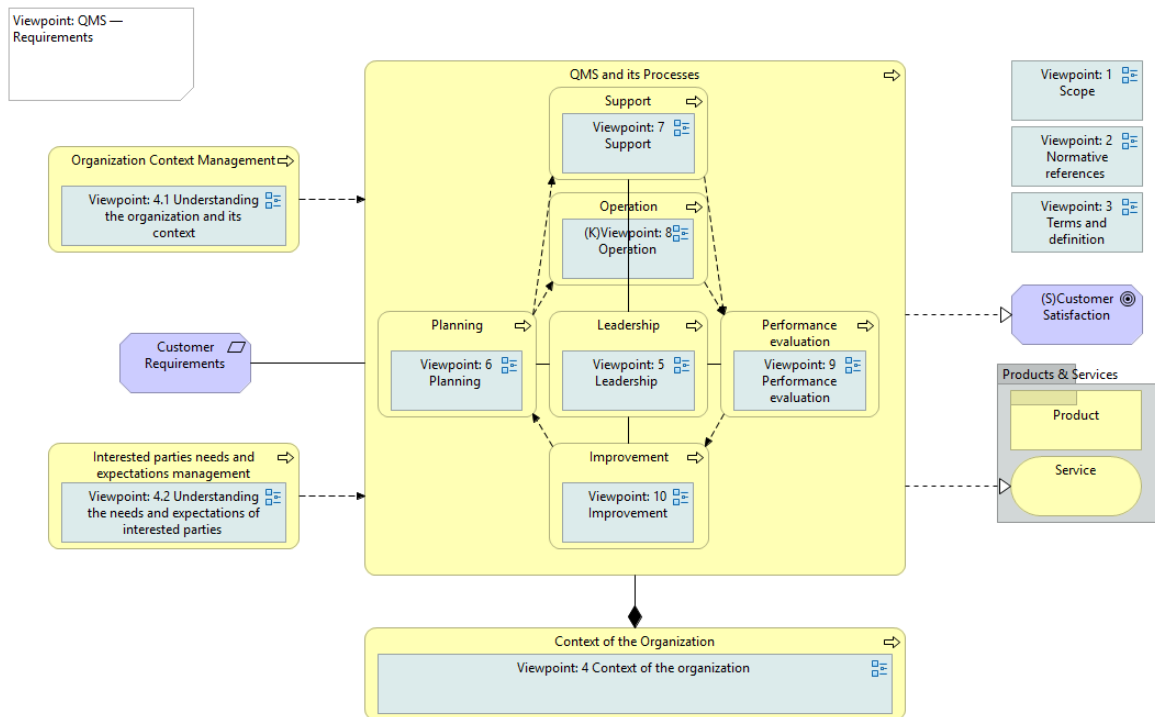 Viewpoint: QMS —
Requirements
QMS and its Processes
Support
Viewpoint: 7
Support
Operation
(K)Viewpoint: 8
Operation
Planning
Viewpoint: 6
Planning
Leadership
Viewpoint: 5
Leadership
Performance
evaluation
Viewpoint: 9
Performance
evaluation
Improvement
Viewpoint: 10
Improvement
Organization Context Management
Viewpoint: 4.1 Understanding
the organization and its
context
Customer
Requirements
Interested parties needs and
expectations management
Viewpoint: 4.2 Understanding
the needs and expectations of
interested parties
Viewpoint: 1
Scope
Viewpoint: 2
Normative
references
Viewpoint: 3
Terms and
definition
(S)Customer
Satisfaction
Products & Services
Product
Service
Context of the Organization
Viewpoint: 4 Context of the organization